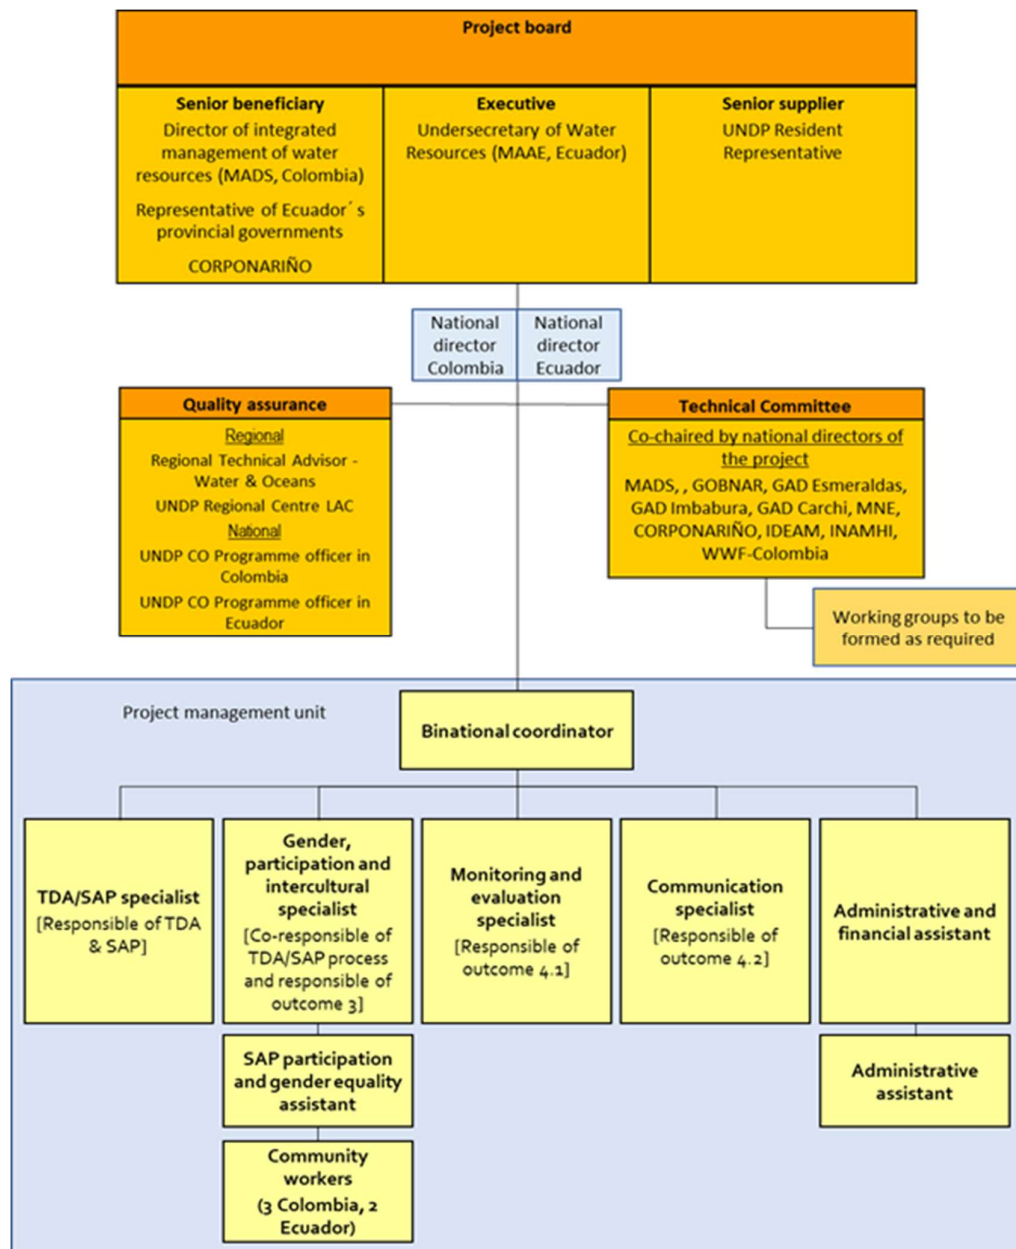 Project board
Senior beneficiary
Director of integrated
management of water
resources (MADS, Colombia)
Representative of Ecuador´s
provincial governments
CORPONARIÑO
Executive
Undersecretary of Water
Resources (MAAE, Ecuador)
Senior supplier
UNDP Resident
Representative
National
director
Colombia
National
director
Ecuador
Quality assurance
Regional
Regional Technical Advisor -
Water & Oceans
UNDP Regional Centre LAC
National
UNDP CO Programme officer in
Colombia
UNDP CO Programme officer in
Ecuador
Technical Committee
Co-chaired by national directors of
the project
MADS, , GOBNAR, GAD Esmeraldas,
GAD Imbabura, GAD Carchi, MNE,
CORPONARIÑO, IDEAM, INAMHI,
WWF-Colombia
Working groups to be
formed as required
Project management unit
Binational coordinator
TDA/SAP specialist
[Responsible of TDA
& SAP]
Gender,
participation and
intercultural
specialist
[Co-responsible of
TDA/SAP process
and responsible of
outcome 3]
Monitoring and
evaluation
specialist
[Responsible of
outcome 4.1]
Communication
specialist
[Responsible of
outcome 4.2]
Administrative and
financial assistant
SAP participation
and gender equality
assistant
Administrative
assistant
Community
workers
(3 Colombia, 2
Ecuador)